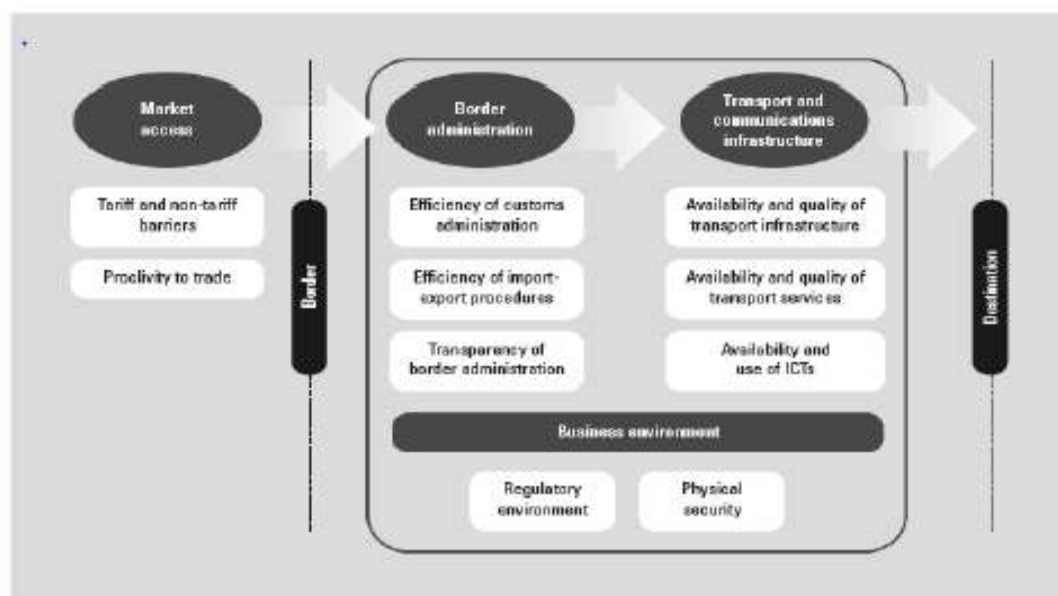 Market
access
Border
administration
Transport and
communications
infrastructure
Tariff and non-tariff
barriers
Proclivity to trade
Border
Efficiency of customs
administration
Efficiency of import-
export procedures
Transparency of
border administration
Availability and quality of
transport infrastructure
Availability and quality of
transport services
Availability and
use of ICTs
Destination
Business environment
Regulatory
environment
Physical
security